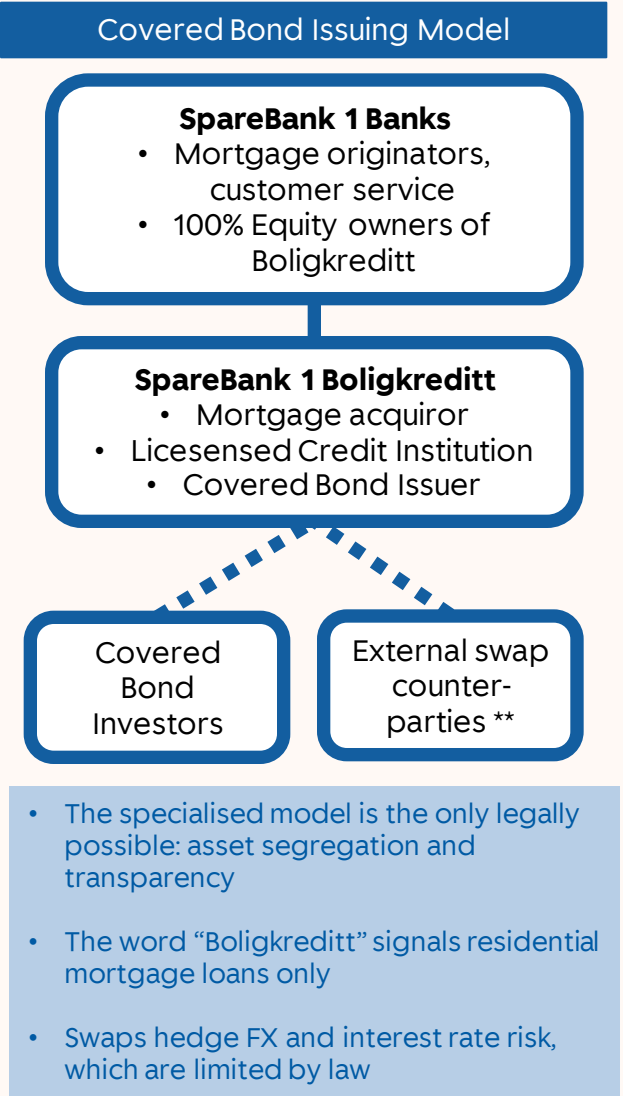 Covered Bond Issuing Model
SpareBank 1 Banks
• Mortgage originators,
customer service
• 100% Equity owners of
Boligkreditt
SpareBank 1 Boligkreditt
• Mortgage acquiror
• Licesensed Credit Institution
• Covered Bond Issuer
Covered
Bond
Investors
External swap
counter-
parties **
• The specialised model is the only legally
possible: asset segregation and
transparency
• The word “Boligkreditt” signals residential
mortgage loans only
• Swaps hedge FX and interest rate risk,
which are limited by law